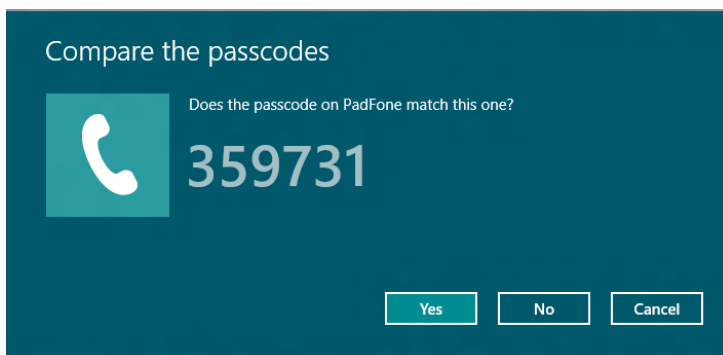 Compare the passcodes
Does the passcode on PadFone match this one?
359731
Yes No Cancel